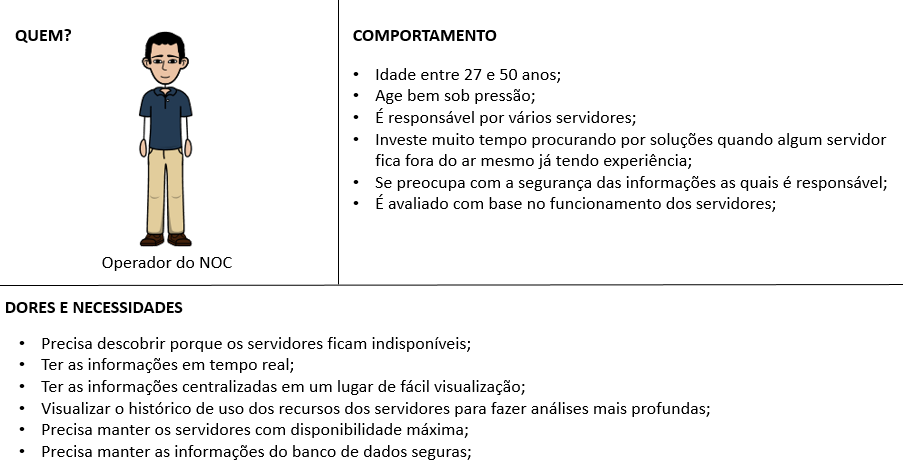 QUEM?
Operador do NOC
COMPORTAMENTO
• Idade entre 27 e 50 anos;
• Age bem sob pressão;
• É responsável por vários servidores;
• Investe muito tempo procurando por soluções quando algum servidor
fica fora do ar mesmo já tendo experiência;
• Se preocupa com a segurança das informações as quais é responsável;
• É avaliado com base no funcionamento dos servidores;
DORES E NECESSIDADES
• Precisa descobrir porque os servidores ficam indisponíveis;
• Ter as informações em tempo real;
• Ter as informações centralizadas em um lugar de fácil visualização;
• Visualizar o histórico de uso dos recursos dos servidores para fazer análises mais profundas;
• Precisa manter os servidores com disponibilidade máxima;
• Precisa manter as informações do banco de dados seguras;